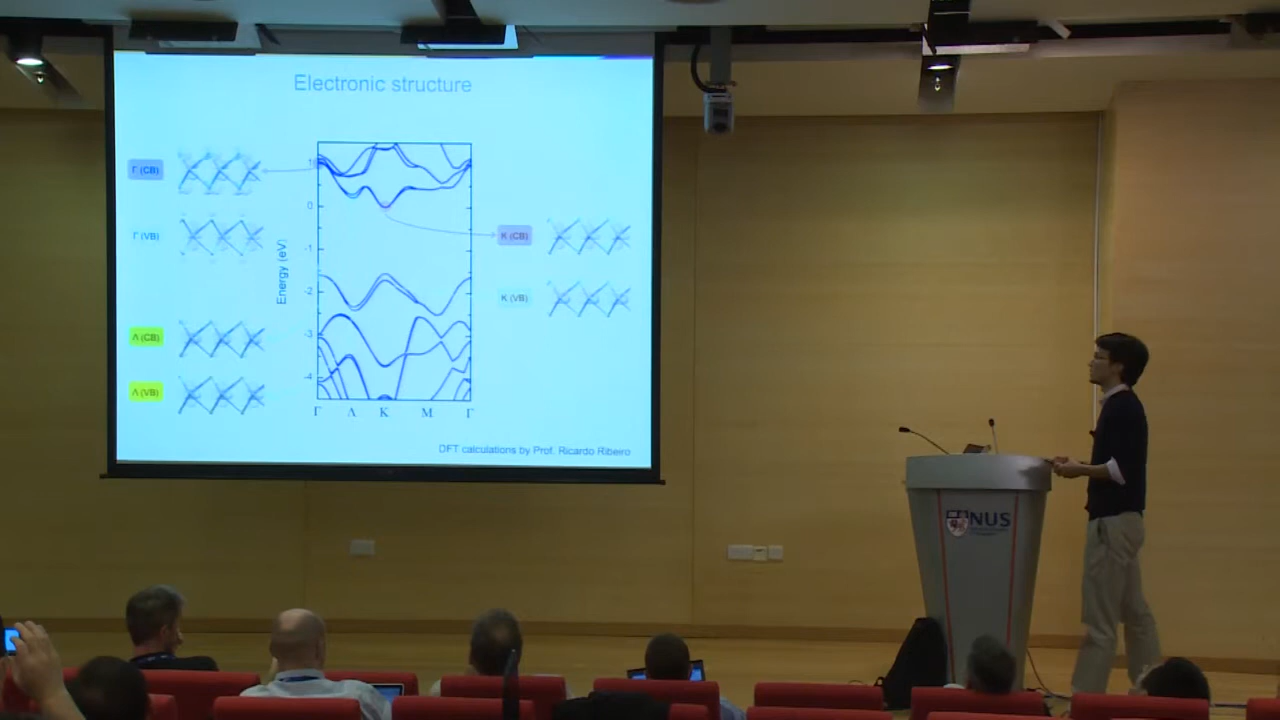 Electronic structure
Γ (CB)
Γ (VB)
Λ (CB)
Λ (VB)
Energy (eV)
1
0
-1
-2
-3
-4
Γ Λ K M Γ
K (CB)
K (VB)
DFT calculations by Prof. Ricardo Ribeiro
NUS